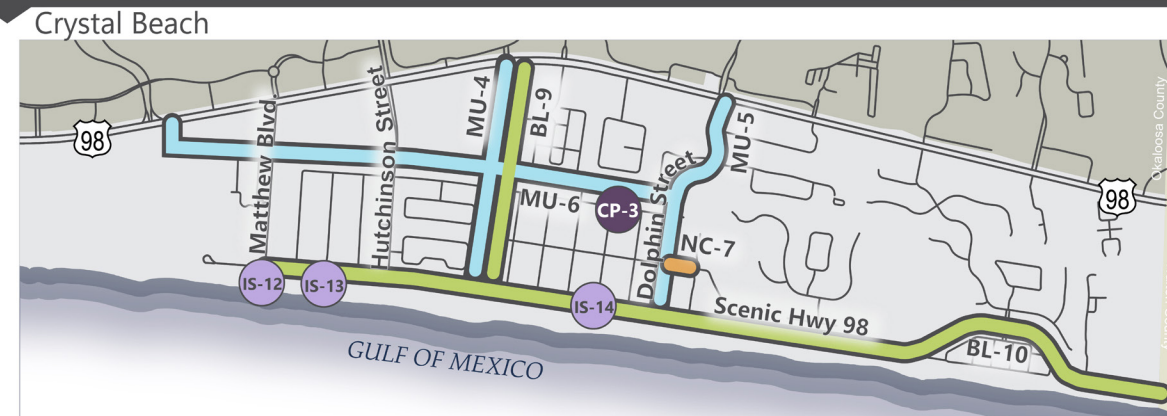 Crystal Beach
98
Matthew Blvd.
Hutchinson Street
MU-4
BL-9
MU-5
MU-6
CP-3
Dolphin Street
NC-7
98
Okaloosa County
IS-12
IS-13
IS-14
Scenic Hwy 98
BL-10
GULF OF MEXICO